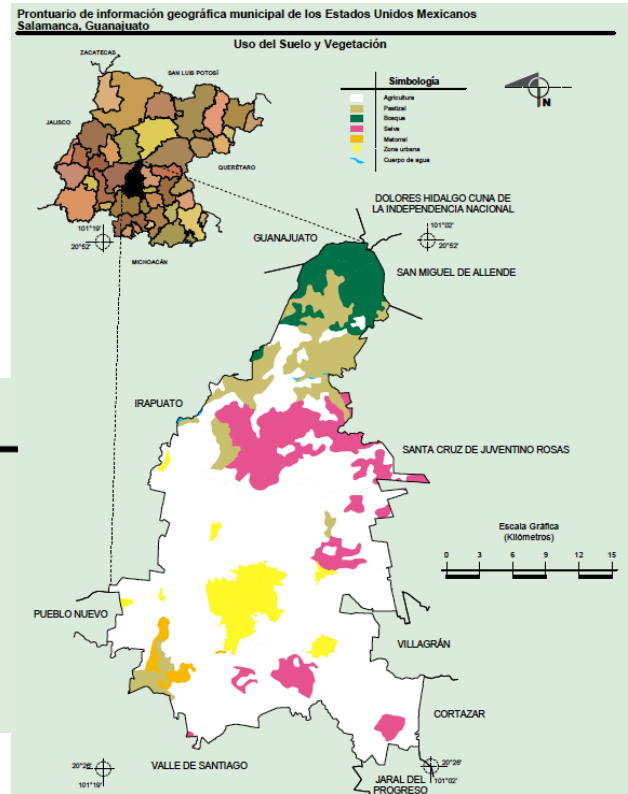 Prontuario de información geográfica municipal de los Estados Unidos Mexicanos
Salamanca, Guanajuato
Uso del Suelo y Vegetación
ZACATECAS
SAN LUIS POTOSÍ
JALISCO
QUERÉTARO
MICHOACÁN
Simbología
Agricultura
Pastizal
Bosque
Selva
Matorral
Zona urbana
Cuerpo de agua
N
DOLORES HIDALGO CUNA DE
LA INDEPENDENCIA NACIONAL
101°19'
20°52'
GUANAJUATO
101°02'
20°52'
SAN MIGUEL DE ALLENDE
IRAPUATO
SANTA CRUZ DE JUVENTINO ROSAS
Escala Gráfica
(Kilómetros)
0 3 6 9 12 15
PUEBLO NUEVO
VILLAGRÁN
CORTAZAR
VALLE DE SANTIAGO
20°26'
101°19'
20°26'
101°02'
JARAL DEL
PROGRESO